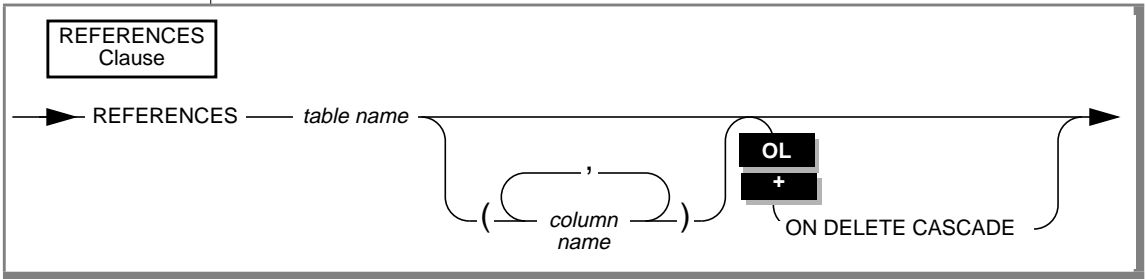 REFERENCES
Clause
REFERENCES table name
OL
+
,
( column )
name
ON DELETE CASCADE